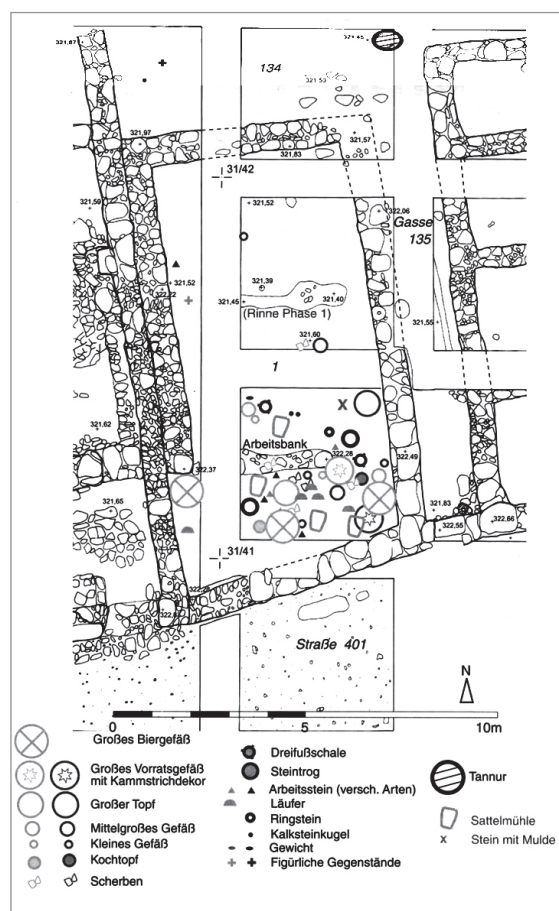 321,87
321,45
134
321,53
321,97
321,83
321,57
31/42
321,59
321,52
322,06
Gasse
135
321,52
322,22
321,39
321,45
321,40
(Rinne Phase 1)
321,55
321,60
1
321,62
Arbeitsbank
322,28
322,49
322,37
321,65
321,83
322,55
322,66
31/41
Straße 401
N
0
5
10m
Großes Biergefäß
Großes Vorratsgefäß
mit Kammstrichdekor
Großer Topf
Mittelgroßes Gefäß
Kleines Gefäß
Kochtopf
Scherben
Dreifußschale
Steintrog
Arbeitsstein (versch. Arten)
Läufer
Ringstein
Kalksteinkugel
Gewicht
Figürliche Gegenstände
Tannur
Sattelmühle
Stein mit Mulde